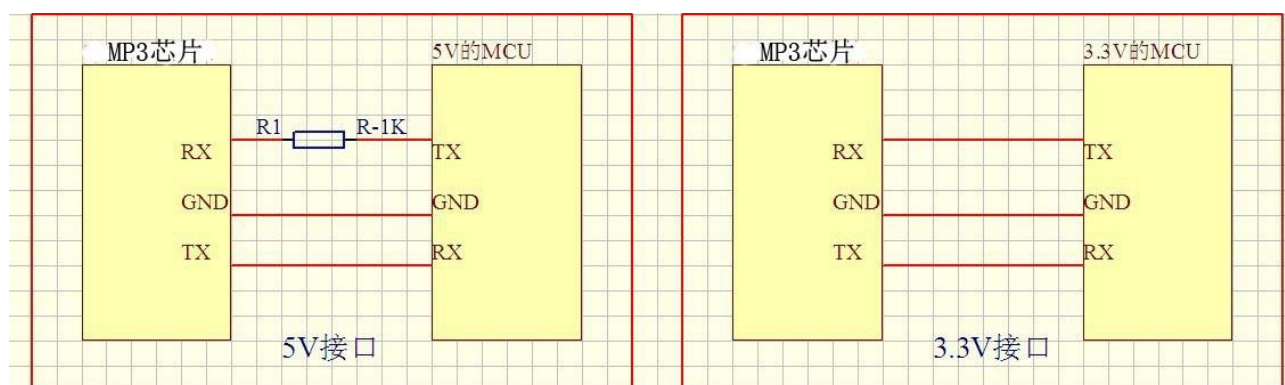 MP3芯片
5V的MCU
R1
R-1K
RX
TX
GND
GND
TX
RX
5V接口
MP3芯片
3.3V的MCU
RX
TX
GND
GND
TX
RX
3.3V接口